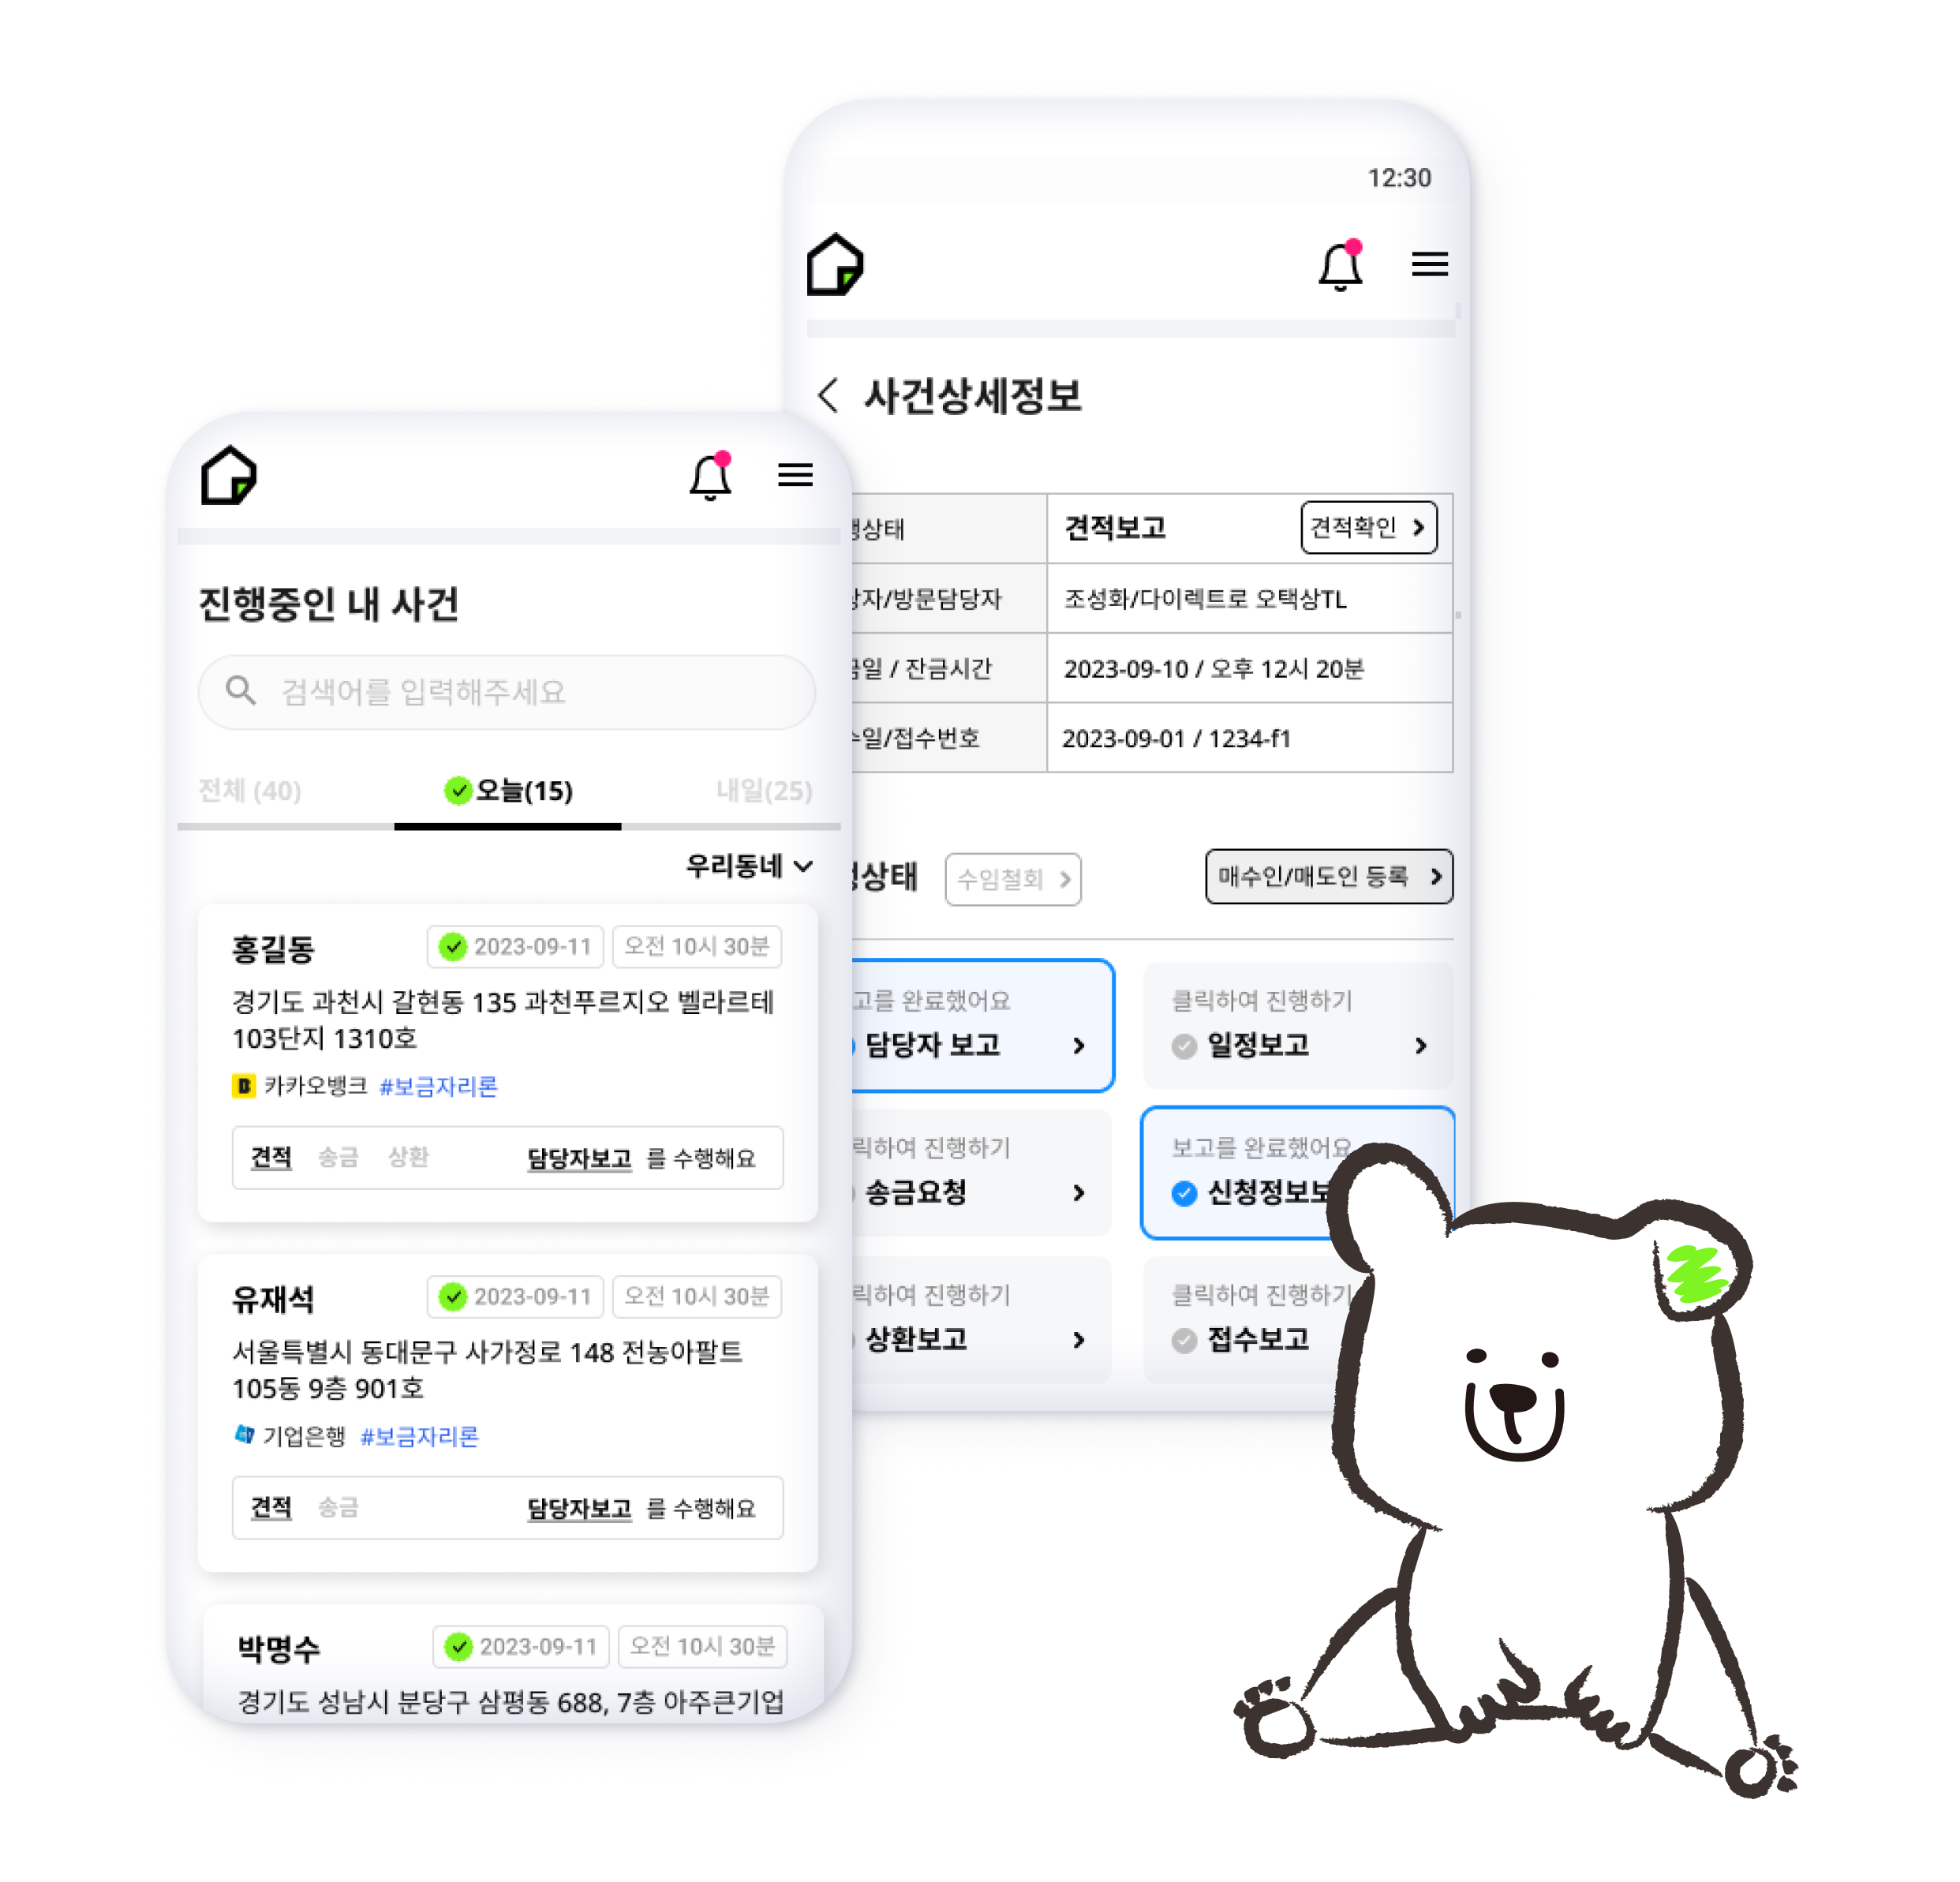 진행중인 내 사건
검색어를 입력해주세요
전체 (40) 오늘(15) 내일(25)
우리동네
홍길동 2023-09-11 오전 10시 30분
경기도 과천시 갈현동 135 과천푸르지오 벨라르테
103단지 1310호
카카오뱅크 #보금자리론
견적 송금 상환 담당자보고 를 수행해요
유재석 2023-09-11 오전 10시 30분
서울특별시 동대문구 사가정로 148 전농아팔트
105동 9층 901호
기업은행 #보금자리론
견적 송금 담당자보고 를 수행해요
박명수 2023-09-11 오전 10시 30분
경기도 성남시 분당구 삼평동 688, 7층 아주큰기업
12:30
사건상세정보
상태 견적보고 견적확인
자/방문담당자 조성화/다이렉트로 오택상TL
일 / 잔금시간 2023-09-10 / 오후 12시 20분
일/접수번호 2023-09-01 / 1234-f1
상태 수임철회 매수인/매도인 등록
고를 완료했어요
담당자 보고
클릭하여 진행하기
일정보고
릭하여 진행하기
송금요청
보고를 완료했어요
신청정보보
릭하여 진행하기
상환보고
클릭하여 진행하기
접수보고